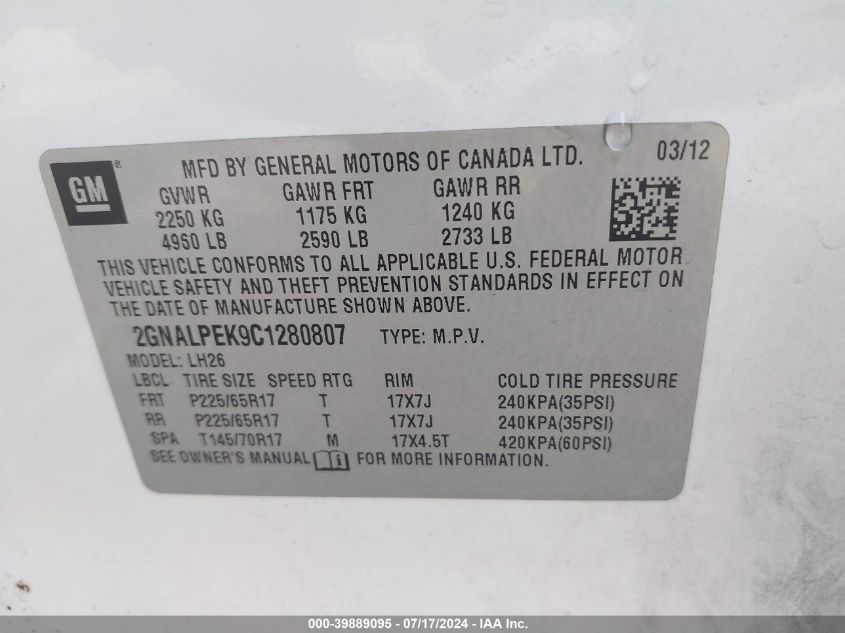 GM ®
MFD BY GENERAL MOTORS OF CANADA LTD. 03/12
GVWR GAWR FRT GAWR RR
2250 KG 1175 KG 1240 KG
4960 LB 2590 LB 2733 LB
THIS VEHICLE CONFORMS TO ALL APPLICABLE U.S. FEDERAL MOTOR
VEHICLE SAFETY AND THEFT PREVENTION STANDARDS IN EFFECT ON
THE DATE OF MANUFACTURE SHOWN ABOVE.
2GNALPEK9C1280807 TYPE: M.P.V.
MODEL: LH26
LBCL TIRE SIZE SPEED RTG RIM COLD TIRE PRESSURE
FRT P225/65R17 T 17X7J 240KPA(35PSI)
RR P225/65R17 T 17X7J 240KPA(35PSI)
SPA T145/70R17 M 17X4.5T 420KPA(60PSI)
SEE OWNER'S MANUAL i FOR MORE INFORMATION.
000-39889095 - 07/17/2024 - IAA Inc.